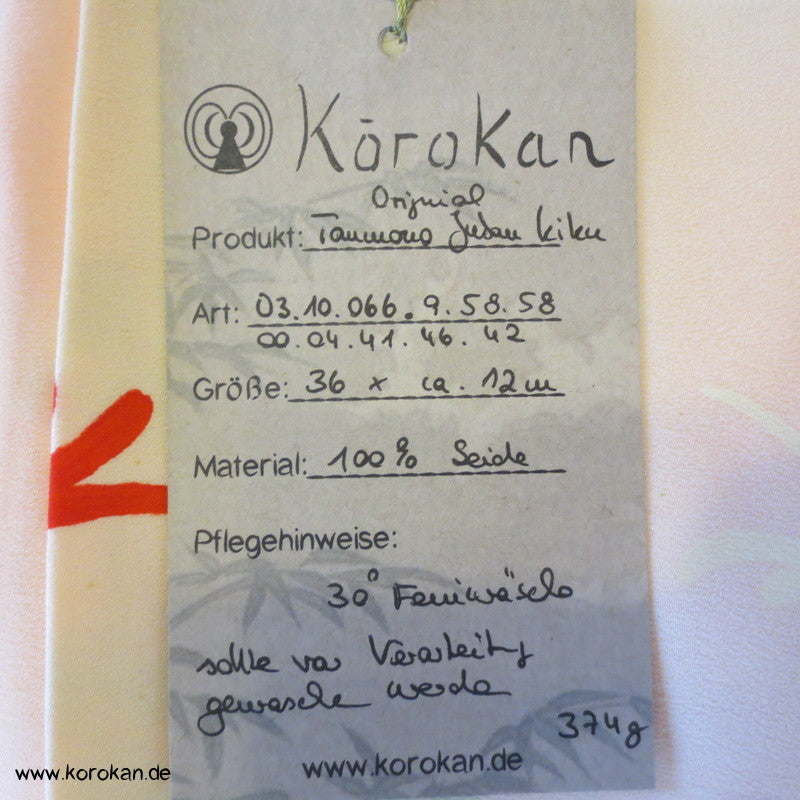 Kōrokan
Original
Produkt: Tanmono Judan kiku
Art: 03.10.066.9.58.58
00.04.41.46.42
Größe: 36 x ca. 12m
Material: 100% Seide
Pflegehinweise:
30° Feinwäsche
sollte vor Verarbeitung
gewaschen werden
374g
www.korokan.de
www.korokan.de